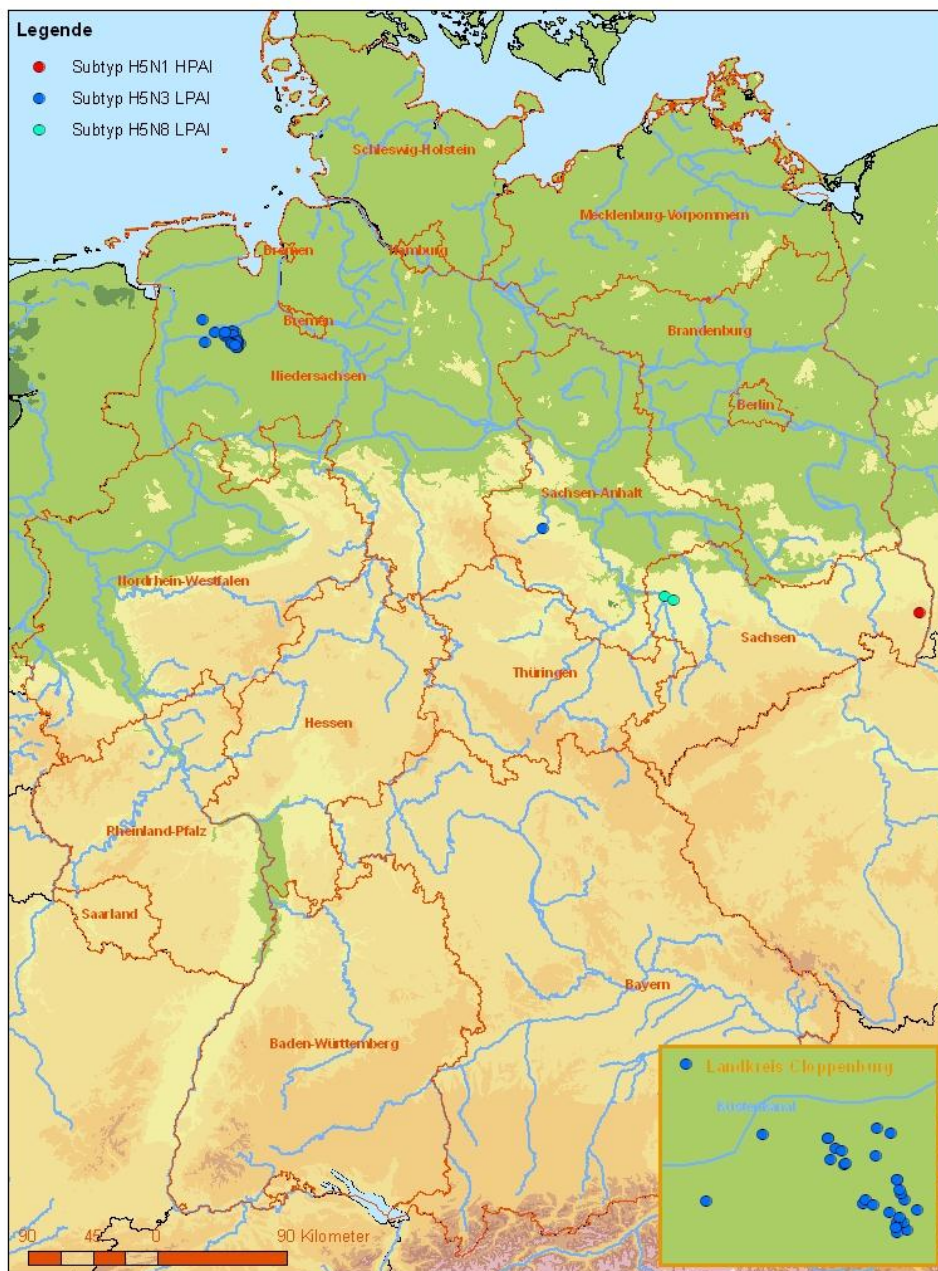 Legende
Subtyp H5N1 HPAI
Subtyp H5N3 LPAI
Subtyp H5N8 LPAI
Schleswig-Holstein
Mecklenburg-Vorpommern
Bremen
Hamburg
Bremen
Brandenburg
Niedersachsen
Berlin
Sachsen-Anhalt
Nordrhein-Westfalen
Sachsen
Thüringen
Hessen
Rheinland-Pfalz
Saarland
Bayern
Baden-Württemberg
Landkreis Cloppenburg
Küstenkanal
90 45 0 90 Kilometer